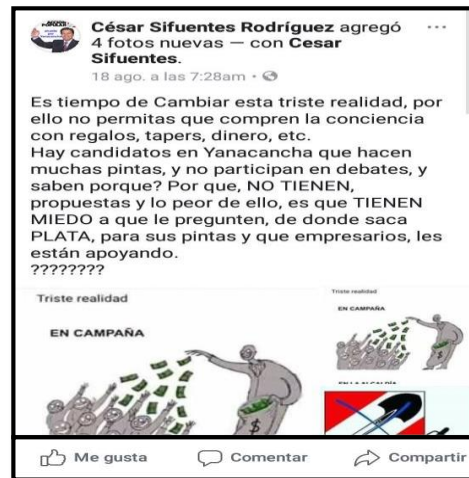 César Sifuentes Rodríguez agregó
4 fotos nuevas — con Cesar
Sifuentes.
18 ago. a las 7:28am
Es tiempo de Cambiar esta triste realidad, por
ello no permitas que compren la conciencia
con regalos, tapers, dinero, etc.
Hay candidatos en Yanacancha que hacen
muchas pintas, y no participan en debates, y
saben porque? Por que, NO TIENEN,
propuestas y lo peor de ello, es que TIENEN
MIEDO a que le pregunten, de donde saca
PLATA, para sus pintas y que empresarios, les
están apoyando.
????????
Triste realidad
EN CAMPAÑA
$
Triste realidad
EN CAMPAÑA
$
EN LA ALCALDÍA
Me gusta
Comentar
Compartir